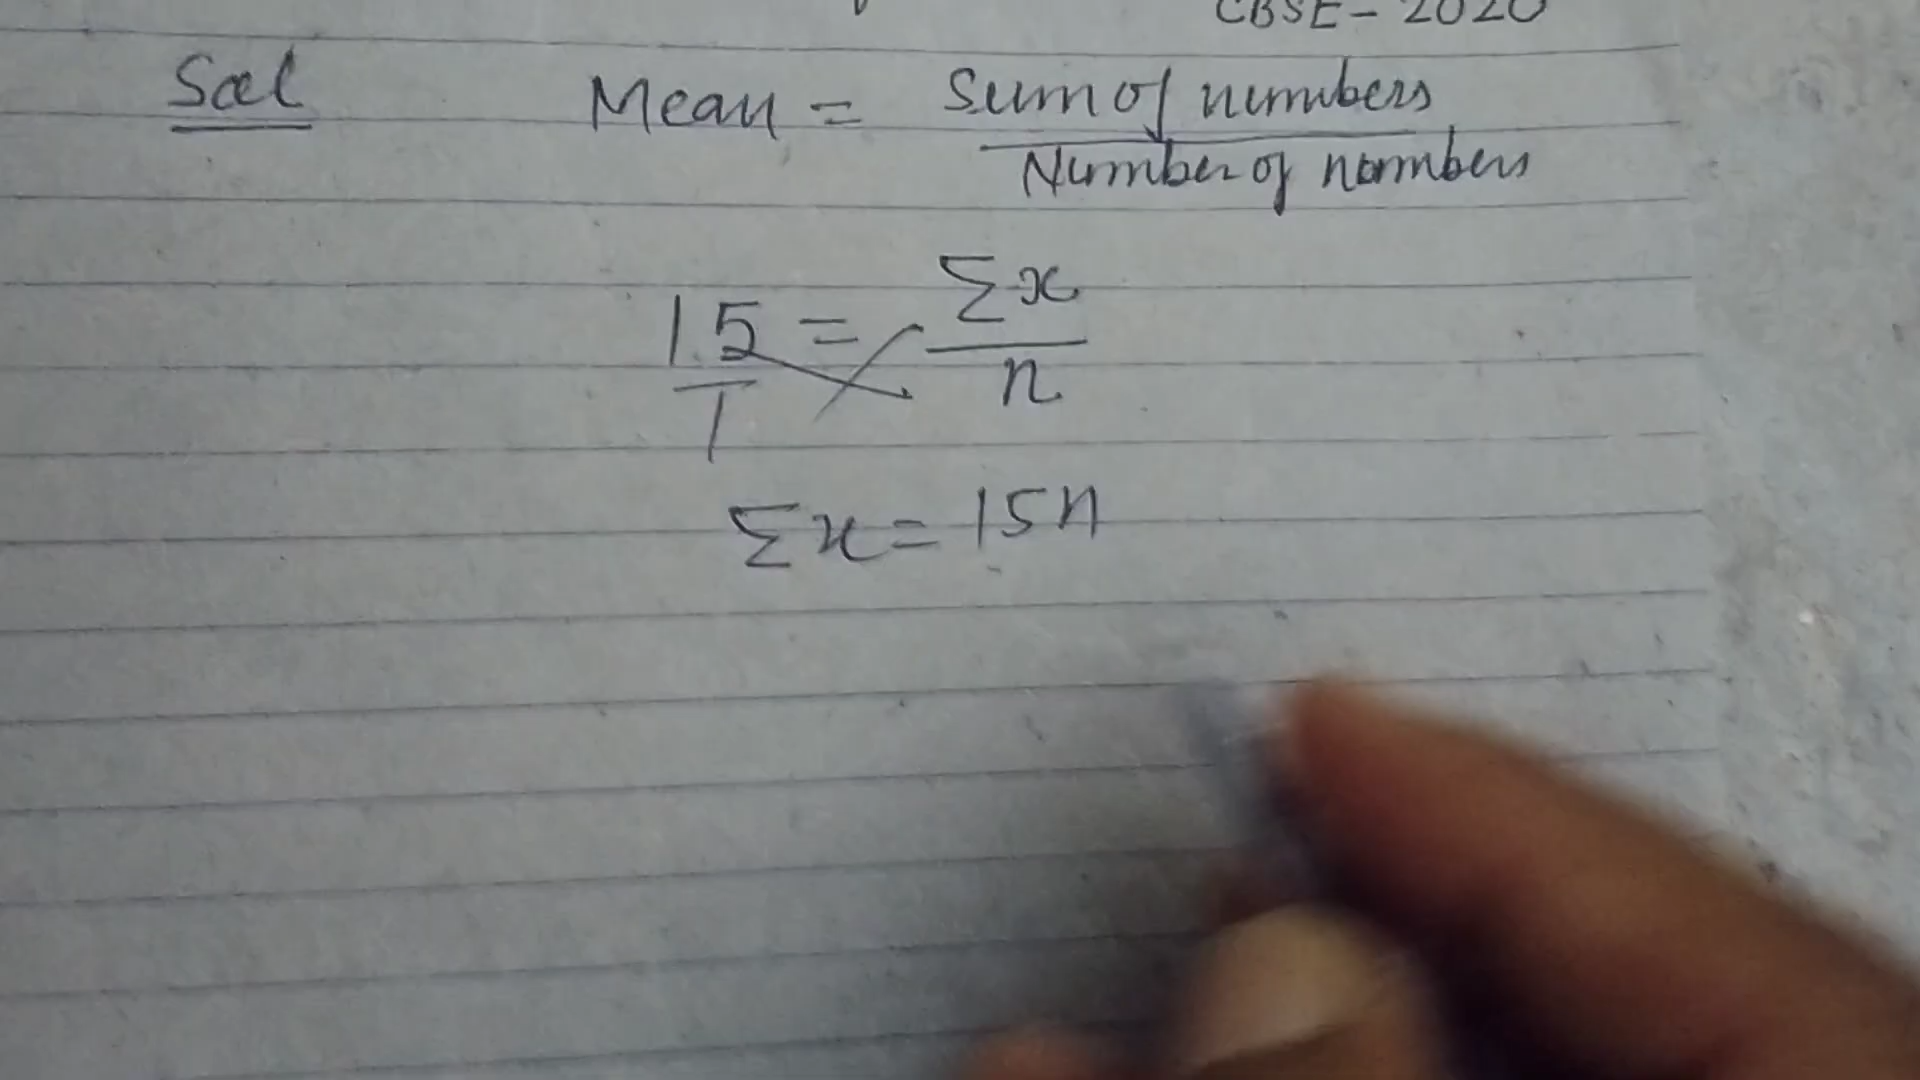 CBSE - 2020
Sol Mean = Sum of numbers / Number of numbers
15/1 = Σx/n
Σx = 15n